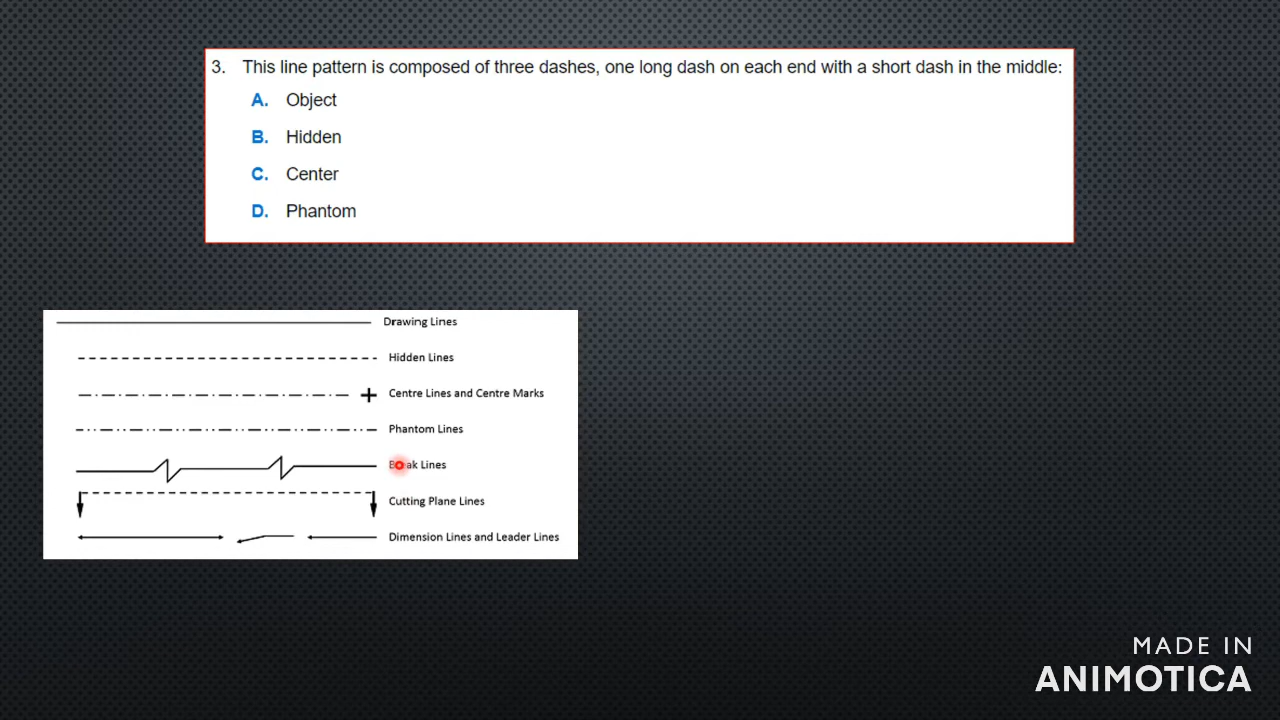 3. This line pattern is composed of three dashes, one long dash on each end with a short dash in the middle:
A. Object
B. Hidden
C. Center
D. Phantom
Drawing Lines
Hidden Lines
Centre Lines and Centre Marks
Phantom Lines
Break Lines
Cutting Plane Lines
Dimension Lines and Leader Lines
MADE IN
ANIMOTICA